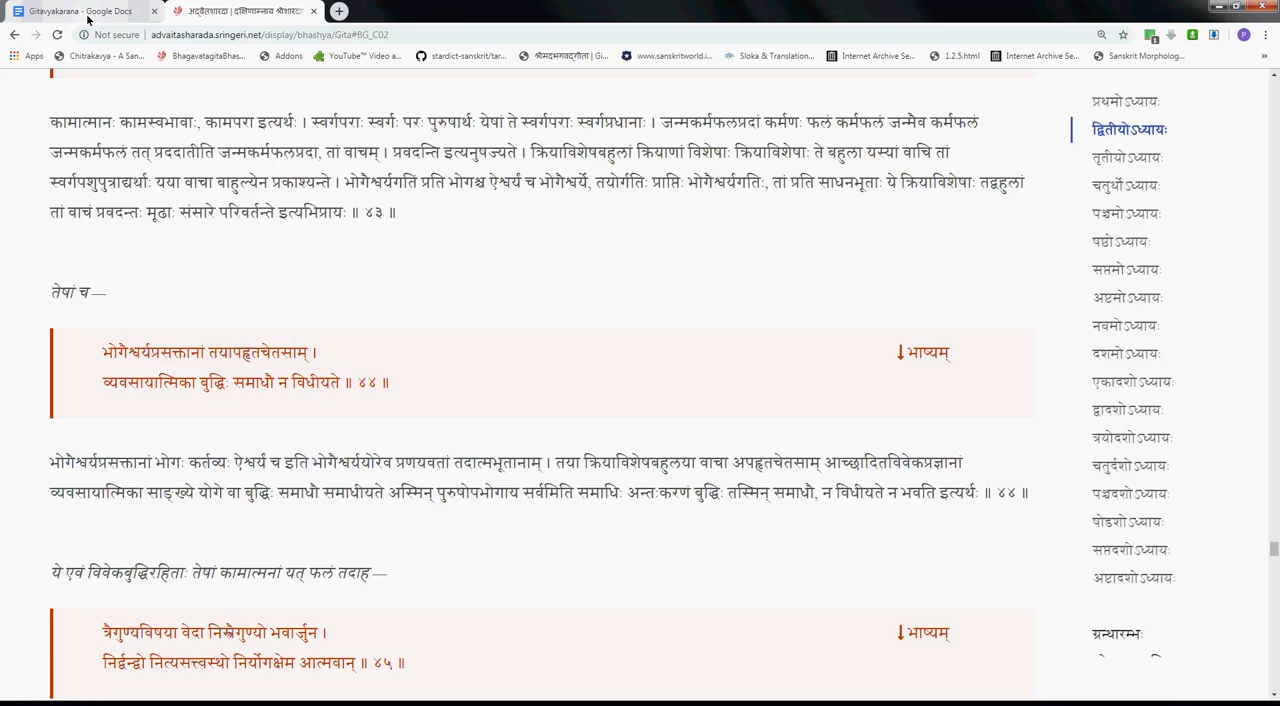 Gitavyakarana - Google Docs
अद्वैतशारदा | दक्षिणाम्नाय श्रीशारदा
Not secure | advaitasharada.sringeri.net/display/bhashya/Gita#BG_C02
Apps Chitrakavya - A San... BhagavatagitaBhas... Addons YouTube™ Video a... stardict-sanskrit/tar... श्रीमद्भगवद्गीता | Gi... www.sanskritworld.i... Sloka & Translation... Internet Archive Se... 1.2.5.html Internet Archive Se... Sanskrit Morpholog... »
कामात्मानः कामस्वभावाः, कामपरा इत्यर्थः । स्वर्गपराः स्वर्गः परः पुरुषार्थः येषां ते स्वर्गपराः स्वर्गप्रधानाः । जन्मकर्मफलप्रदां कर्मणः फलं कर्मफलं जन्मैव कर्मफलं
जन्मकर्मफलं तत् प्रददातीति जन्मकर्मफलप्रदा, तां वाचम् । प्रवदन्ति इत्यनुषज्यते । क्रियाविशेषबहुलां क्रियाणां विशेषाः क्रियाविशेषाः ते बहुला यस्यां वाचि तां
स्वर्गपशुपुत्राद्यर्थाः यया वाचा बाहुल्येन प्रकाश्यन्ते । भोगैश्वर्यगतिं प्रति भोगश्च ऐश्वर्यं च भोगैश्वर्ये, तयोर्गतिः प्राप्तिः भोगैश्वर्यगतिः, तां प्रति साधनभूताः ये क्रियाविशेषाः तद्बहुलां
तां वाचं प्रवदन्तः मूढाः संसारे परिवर्तन्ते इत्यभिप्रायः ॥ ४३ ॥
तेषां च —
भोगैश्वर्यप्रसक्तानां तयापहृतचेतसाम् ।
भाष्यम्
व्यवसायात्मिका बुद्धिः समाधौ न विधीयते ॥ ४४ ॥
भोगैश्वर्यप्रसक्तानां भोगः कर्तव्यः ऐश्वर्यं च इति भोगैश्वर्ययोरेव प्रणयवतां तदात्मभूतानाम् । तया क्रियाविशेषबहुलया वाचा अपहृतचेतसाम् आच्छादितविवेकप्रज्ञानां
व्यवसायात्मिका साङ्ख्ये योगे वा बुद्धिः समाधौ समाधीयते अस्मिन् पुरुषोपभोगाय सर्वमिति समाधिः अन्तःकरणं बुद्धिः तस्मिन् समाधौ, न विधीयते न भवति इत्यर्थः ॥ ४४ ॥
ये एवं विवेकबुद्धिरहिताः तेषां कामात्मनां यत् फलं तदाह —
त्रैगुण्यविषया वेदा निस्त्रैगुण्यो भवार्जुन ।
भाष्यम्
निर्द्वन्द्वो नित्यसत्त्वस्थो निर्योगक्षेम आत्मवान् ॥ ४५ ॥
प्रथमोऽध्यायः
द्वितीयोऽध्यायः
तृतीयोऽध्यायः
चतुर्थोऽध्यायः
पञ्चमोऽध्यायः
षष्ठोऽध्यायः
सप्तमोऽध्यायः
अष्टमोऽध्यायः
नवमोऽध्यायः
दशमोऽध्यायः
एकादशोऽध्यायः
द्वादशोऽध्यायः
त्रयोदशोऽध्यायः
चतुर्दशोऽध्यायः
पञ्चदशोऽध्यायः
षोडशोऽध्यायः
सप्तदशोऽध्यायः
अष्टादशोऽध्यायः
ग्रन्थारम्भः